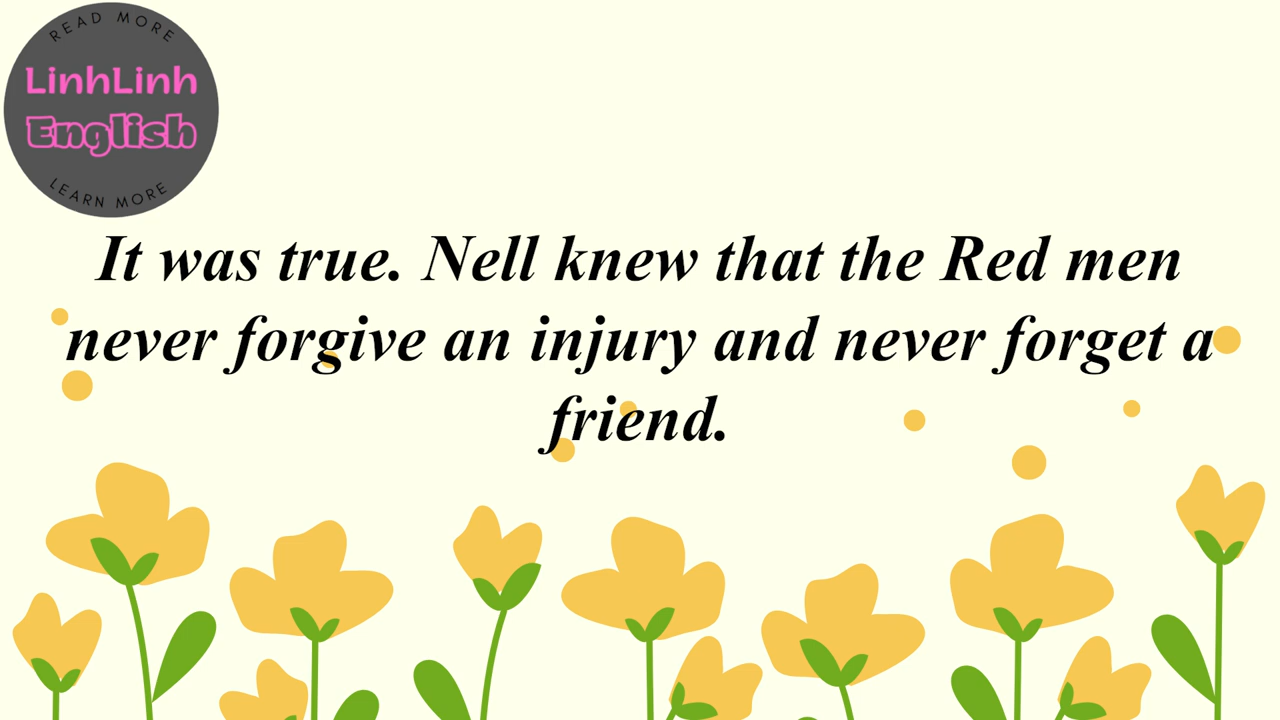 READ MORE
LinhLinh
English
LEARN MORE
It was true. Nell knew that the Red men
never forgive an injury and never forget a
friend.